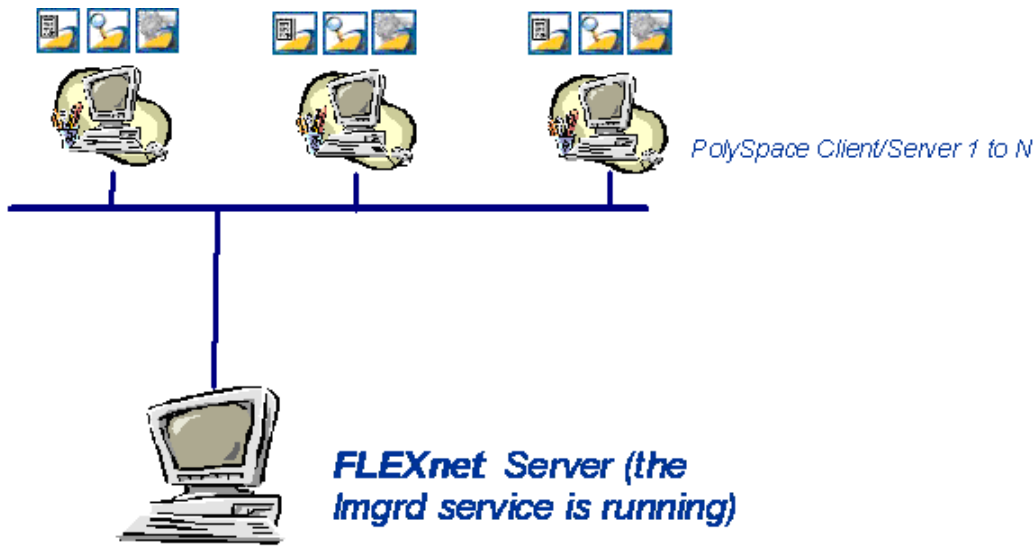 PolySpace Client/Server 1 to N
FLEXnet Server (the
lmgrd service is running)